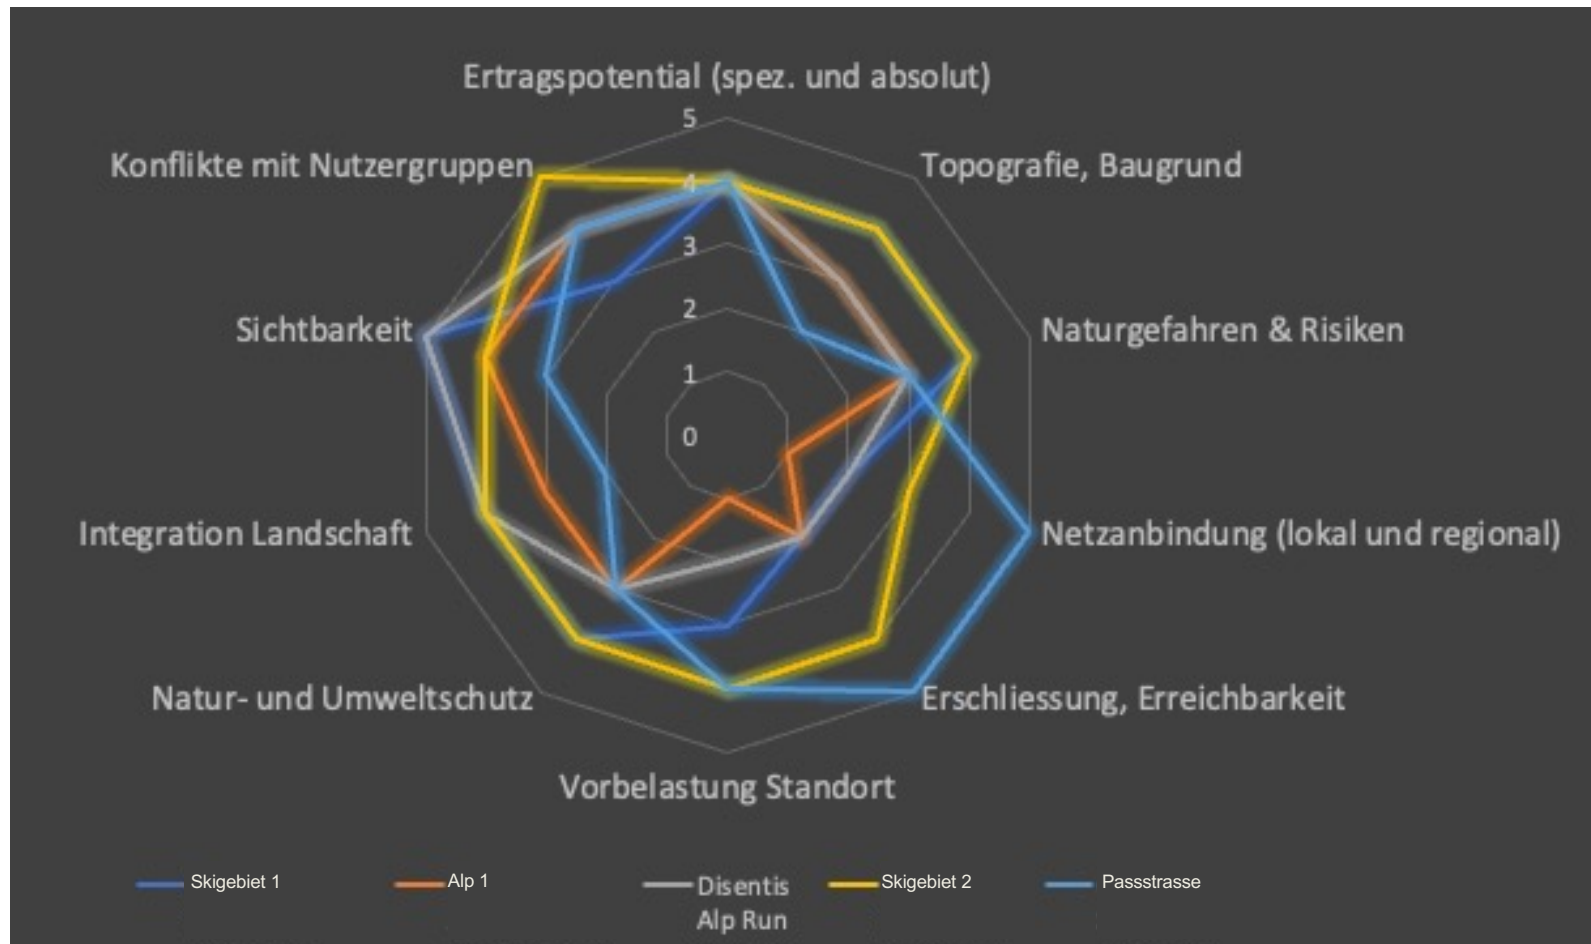 Ertragspotential (spez. und absolut)
5
Konflikte mit Nutzergruppen
Topografie, Baugrund
4
3
Sichtbarkeit
Naturgefahren & Risiken
2
1
0
Integration Landschaft
Netzanbindung (lokal und regional)
Natur- und Umweltschutz
Erschliessung, Erreichbarkeit
Vorbelastung Standort
Skigebiet 1
Alp 1
Disentis
Alp Run
Skigebiet 2
Passstrasse